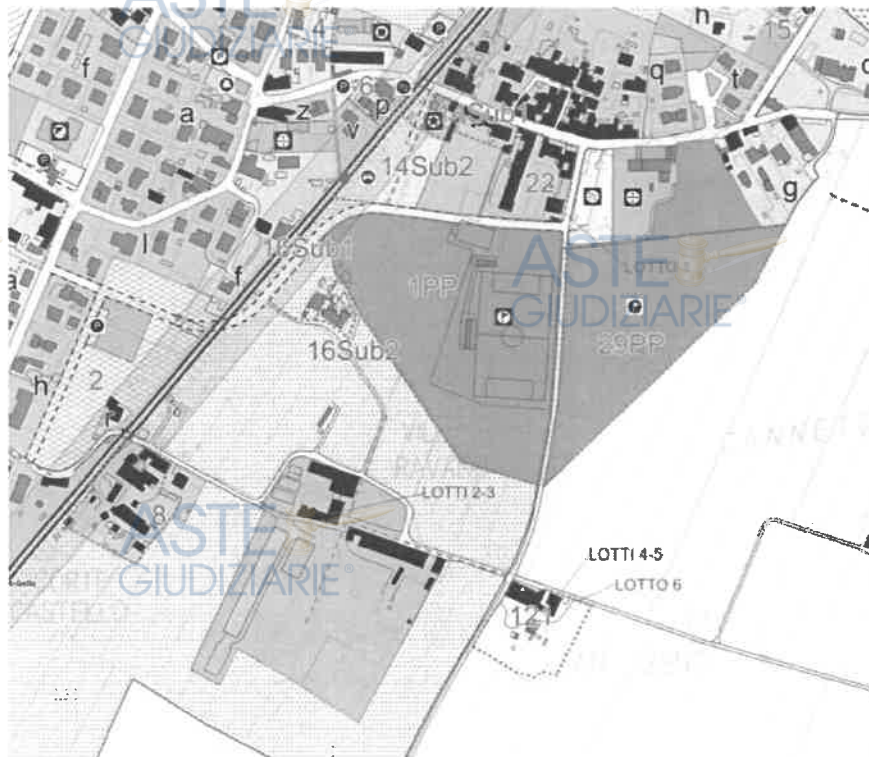 ASTE
GIUDIZIARIE®
h
15
f
q
t
a
z
6
p
v
14Sub2
22
g
l
16Sub1
f
LOTTO 1
ASTE
GIUDIZIARIE®
1PP
29PP
16Sub2
a
h
2
LOTTI 2-3
8
ASTE
GIUDIZIARIE®
LOTTI 4-5
LOTTO 6
12
CASTELLO